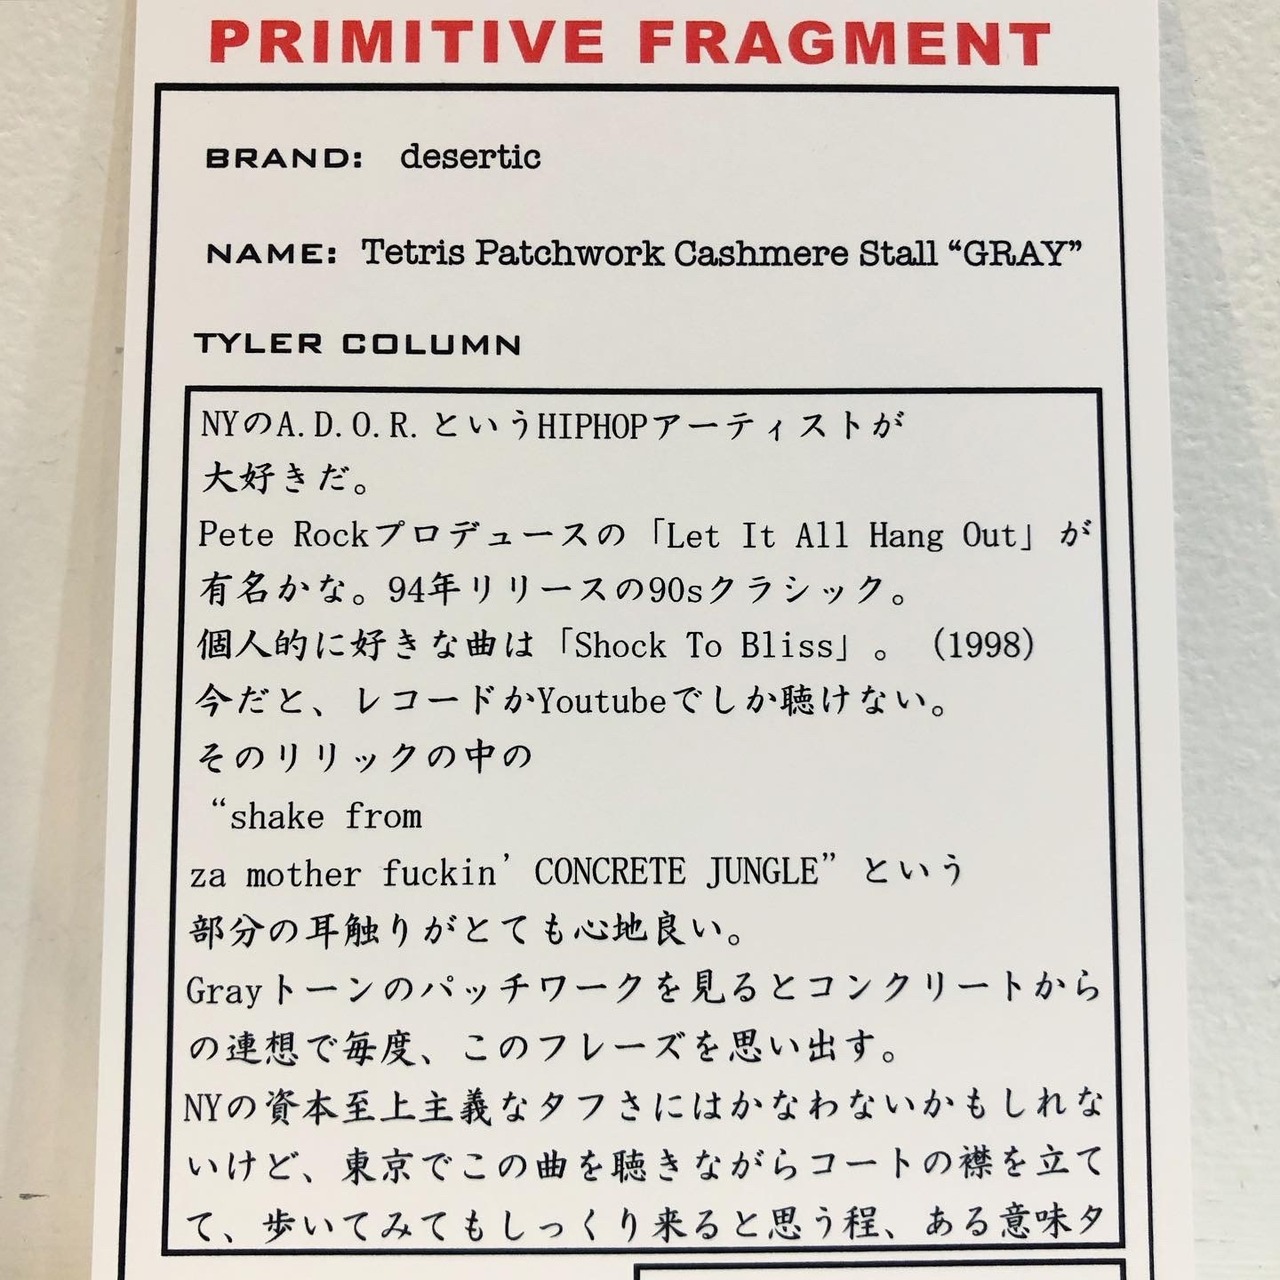 PRIMITIVE FRAGMENT
BRAND: desertic
NAME: Tetris Patchwork Cashmere Stall “GRAY”
TYLER COLUMN
NYのA.D.O.R.というHIPHOPアーティストが
大好きだ。
Pete Rockプロデュースの「Let It All Hang Out」が
有名かな。94年リリースの90sクラシック。
個人的に好きな曲は「Shock To Bliss」。（1998）
今だと、レコードかYoutubeでしか聴けない。
そのリリックの中の
“shake from
za mother fuckin’ CONCRETE JUNGLE”という
部分の耳触りがとても心地良い。
Grayトーンのパッチワークを見るとコンクリートから
の連想で毎度、このフレーズを思い出す。
NYの資本至上主義なタフさにはかなわないかもしれな
いけど、東京でこの曲を聴きながらコートの襟を立て
て、歩いてみてもしっくり来ると思う程、ある意味タ